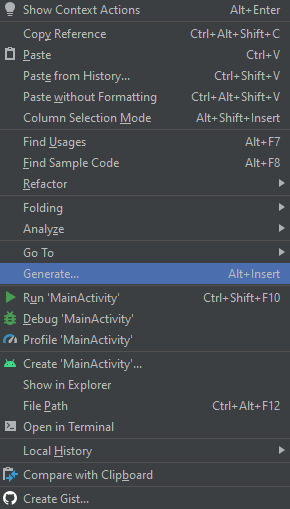 Show Context Actions Alt+Enter
Copy Reference Ctrl+Alt+Shift+C
Paste Ctrl+V
Paste from History... Ctrl+Shift+V
Paste without Formatting Ctrl+Alt+Shift+V
Column Selection Mode Alt+Shift+Insert
Find Usages Alt+F7
Find Sample Code Alt+F8
Refactor
Folding
Analyze
Go To
Generate... Alt+Insert
Run 'MainActivity' Ctrl+Shift+F10
Debug 'MainActivity'
Profile 'MainActivity'
Create 'MainActivity'...
Show in Explorer
File Path Ctrl+Alt+F12
Open in Terminal
Local History
Compare with Clipboard
Create Gist...